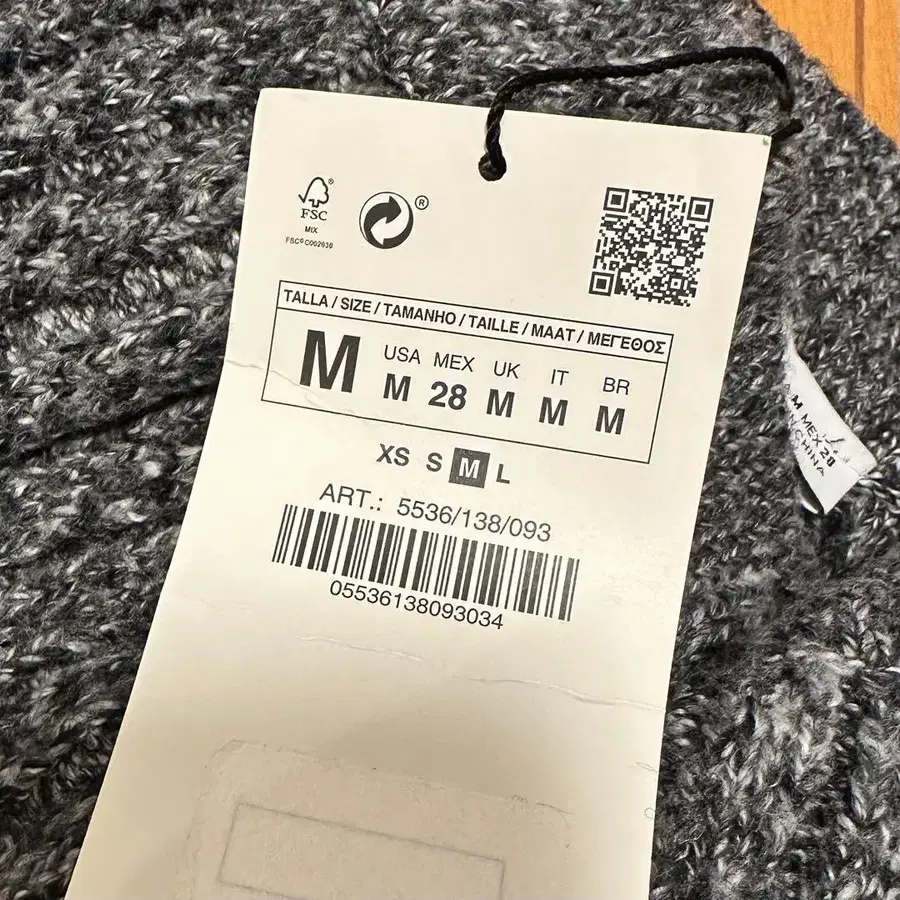 FSC
MIX
FSC® C002930
®
TALLA / SIZE / TAMANHO / TAILLE / MAAT / ΜΕΓΕΘΟΣ
M
USA MEX UK IT BR
M 28 M M M
XS S M L
ART.: 5536/138/093
05536138093034
M MEX 28
CHINA